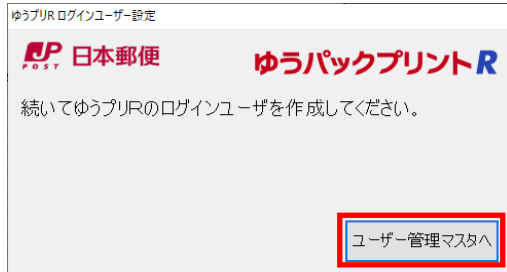 ゆうプリR ログインユーザー設定
JP POST 日本郵便 ゆうパックプリントR
続いてゆうプリRのログインユーザを作成してください。
ユーザー管理マスタへ